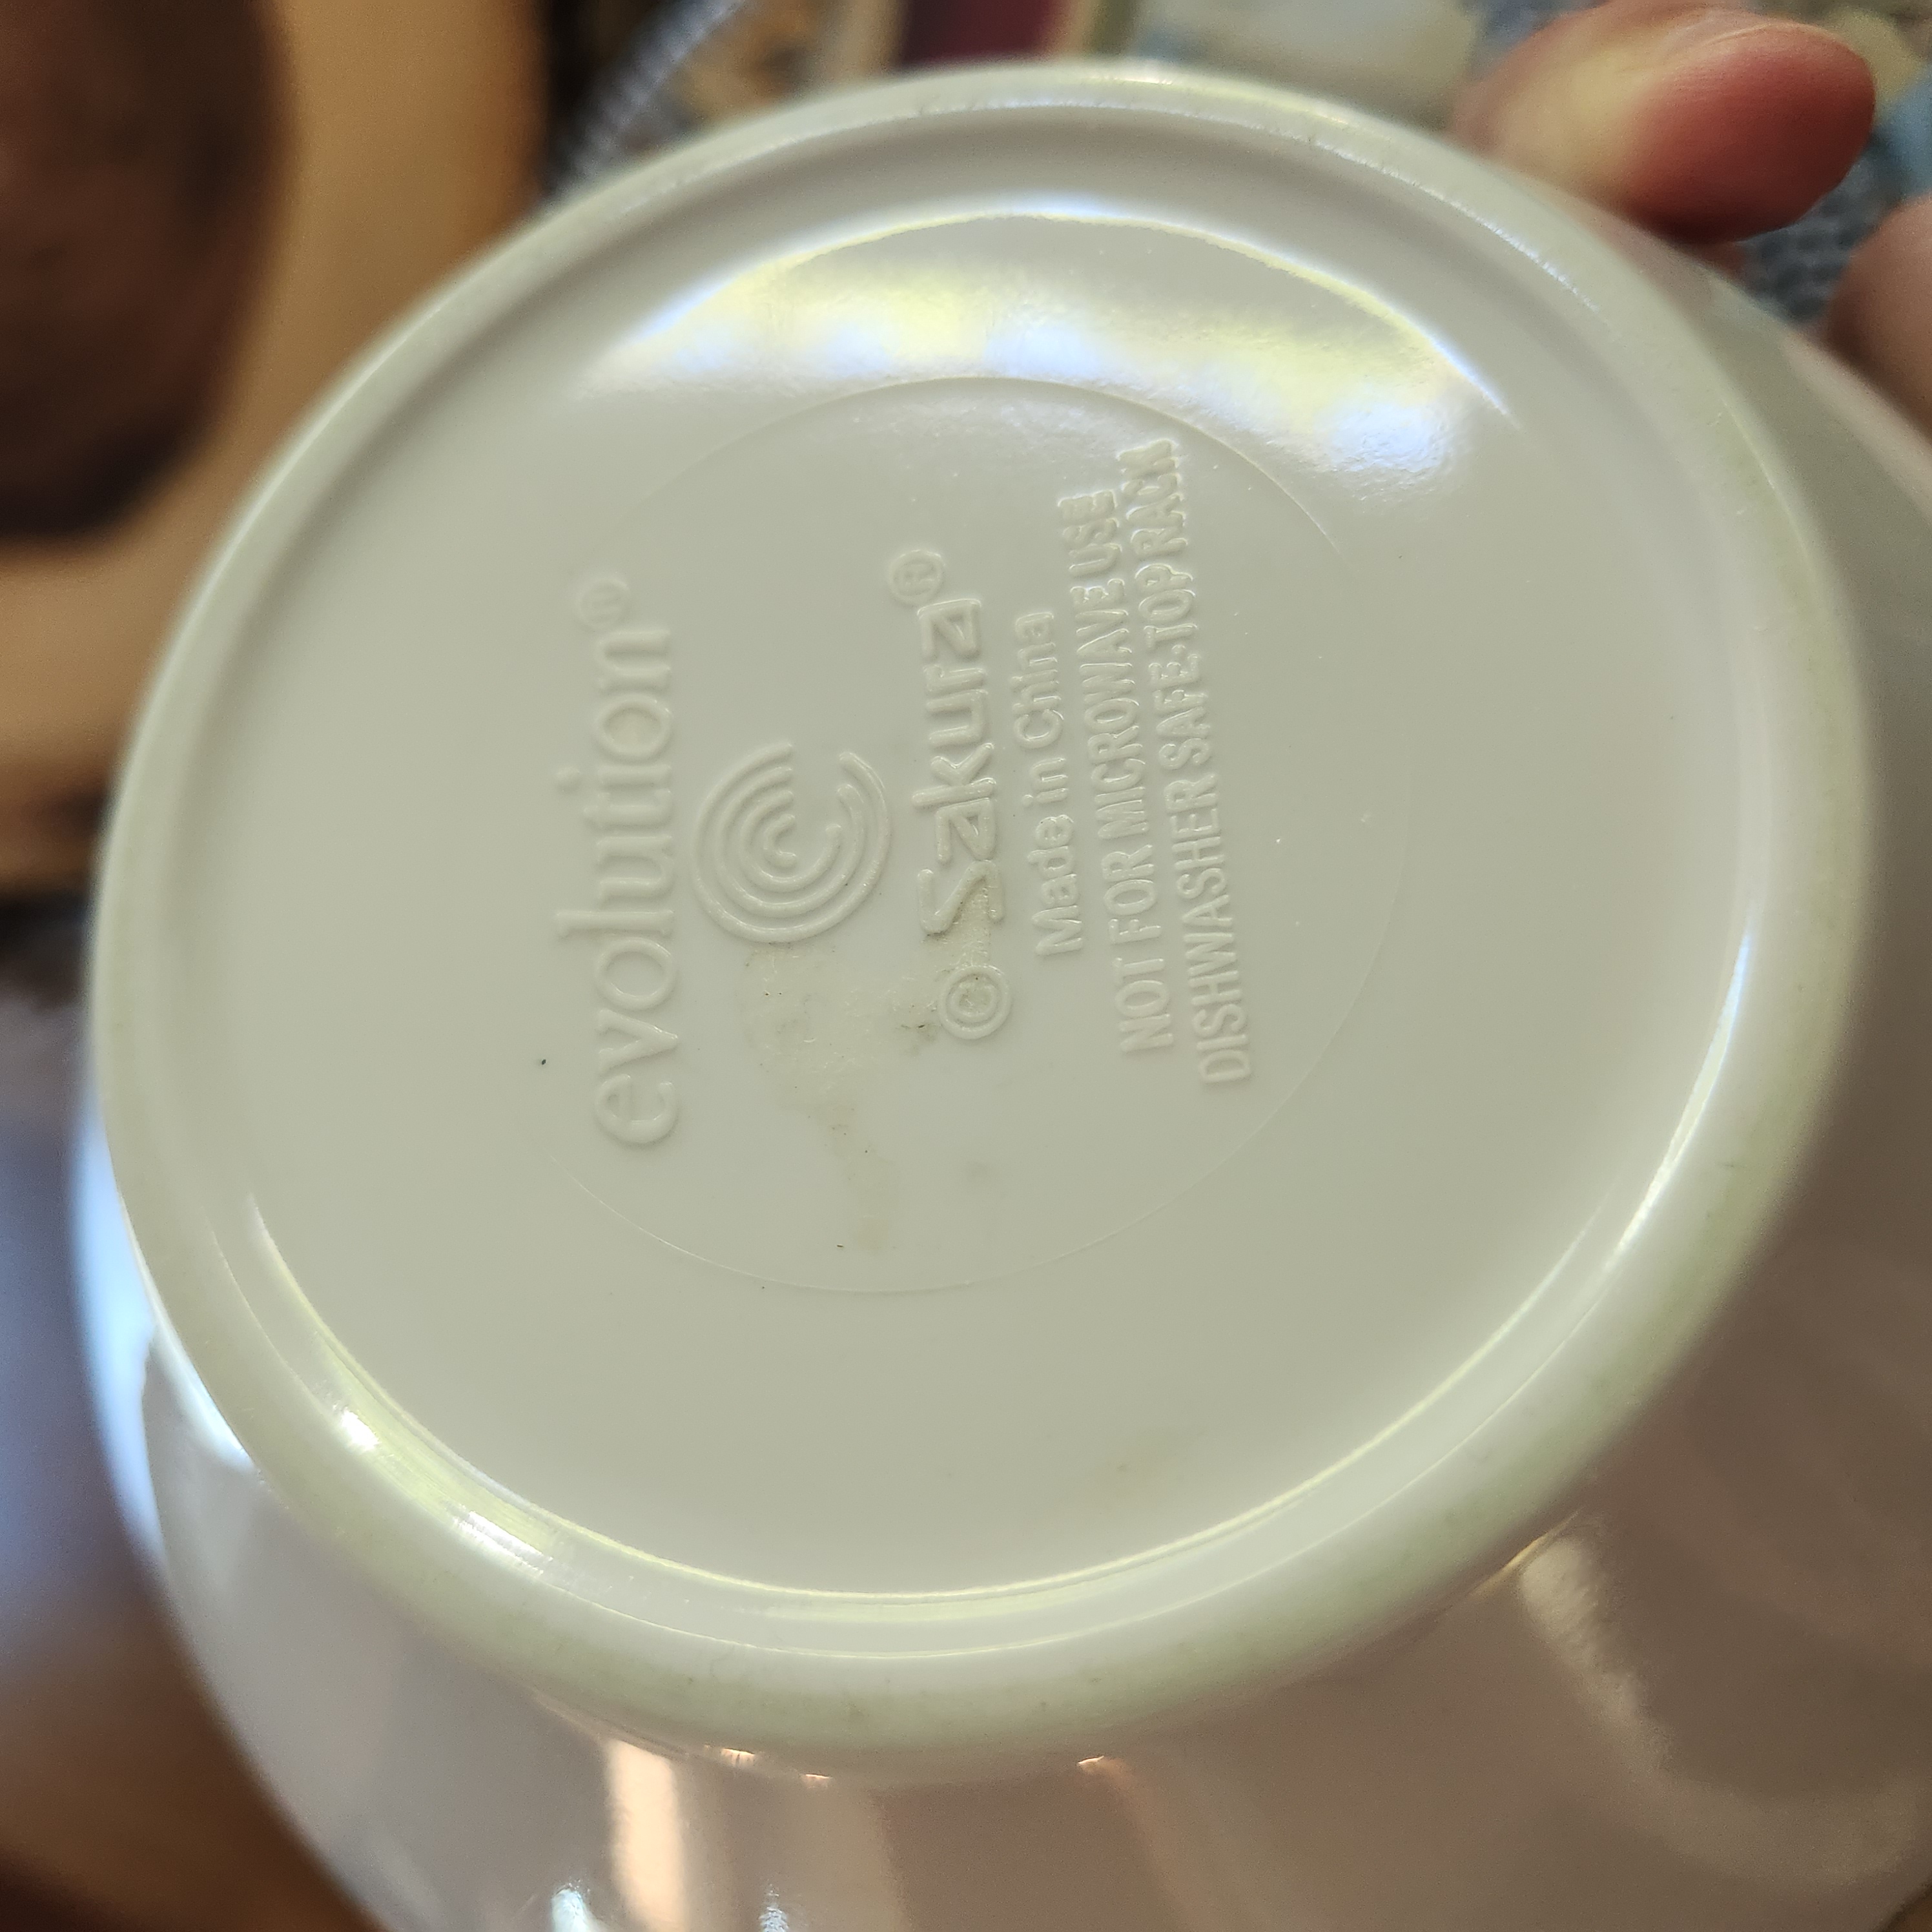 evolution®
© Sakura®
Made in China
NOT FOR MICROWAVE USE
DISHWASHER SAFE-TOP RACK